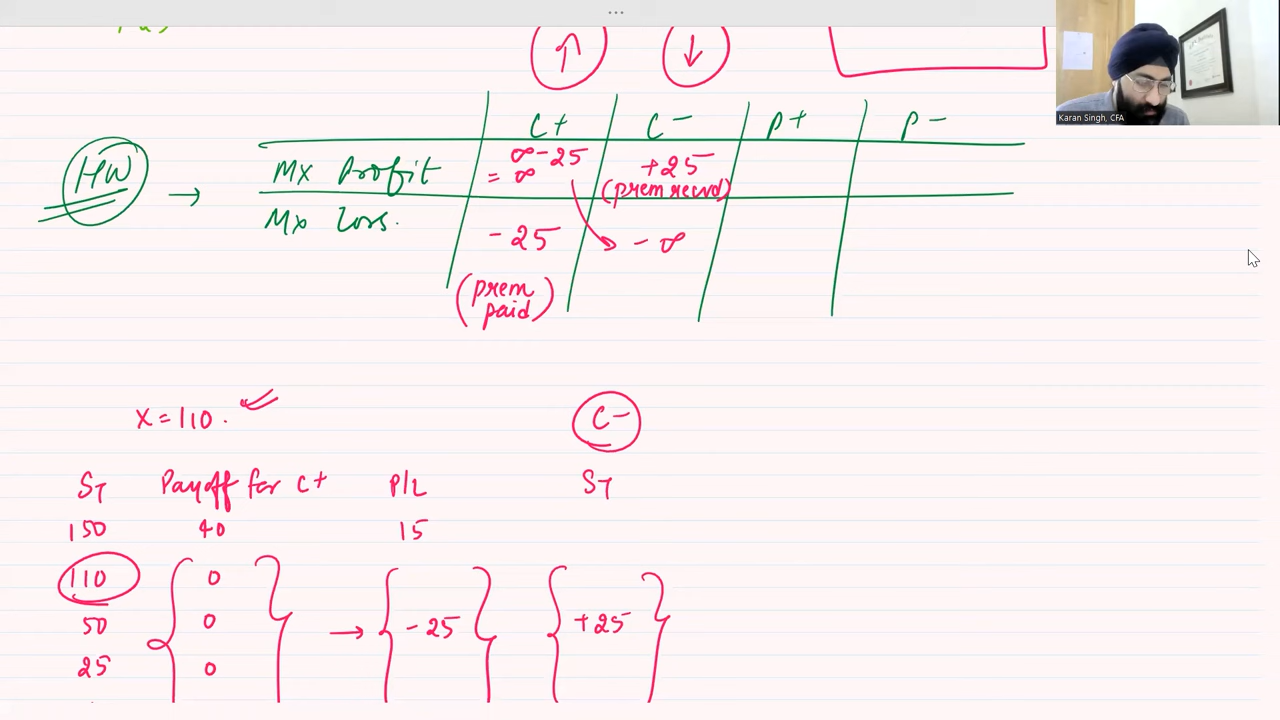 C+ C- P+ P-
HW → Mx Profit ∞-25 +25
= ∞ (prem recvd)
Mx Loss. -25 -∞
(prem
paid)
X=110.
C-
ST Payoff for C+ P/L ST
150 40 15
110 0
50 0 → -25 +25
25 0
Karan Singh, CFA